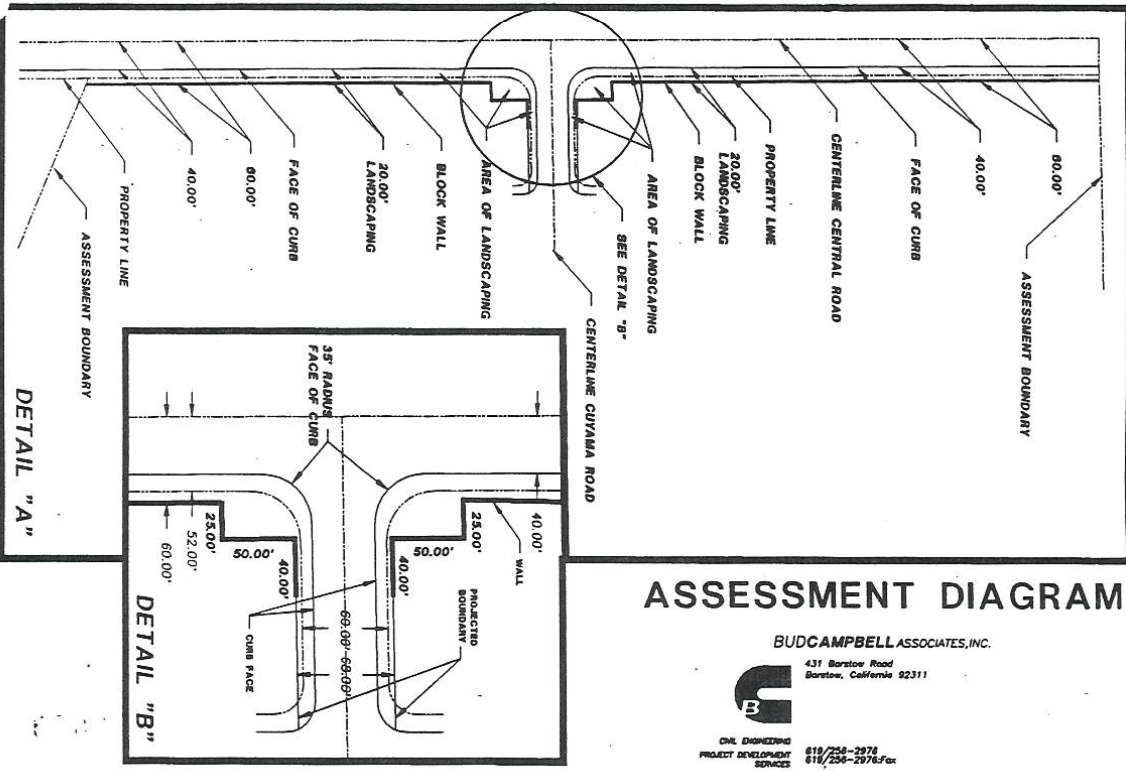 PROPERTY LINE
ASSESSMENT BOUNDARY
40.00'
60.00'
FACE OF CURB
20.00'
LANDSCAPING
BLOCK WALL
AREA OF LANDSCAPING
SEE DETAIL "B"
CENTERLINE CUYAMA ROAD
AREA OF LANDSCAPING
BLOCK WALL
20.00'
LANDSCAPING
PROPERTY LINE
CENTERLINE CENTRAL ROAD
FACE OF CURB
40.00'
60.00'
ASSESSMENT BOUNDARY
DETAIL "A"
35' RADIUS
FACE OF CURB
60.00'
52.00'
25.00'
50.00'
40.00'
40.00'
50.00'
25.00'
40.00'
WALL
60.00'
68.00'
PROJECTED
BOUNDARY
CURB FACE
DETAIL "B"
ASSESSMENT DIAGRAM
BUDCAMPBELL ASSOCIATES, INC.
431 Barstow Road
Barstow, California 92311
B
CIVIL ENGINEERING
PROJECT DEVELOPMENT
SERVICES
619/256-2976
619/256-2976:Fax